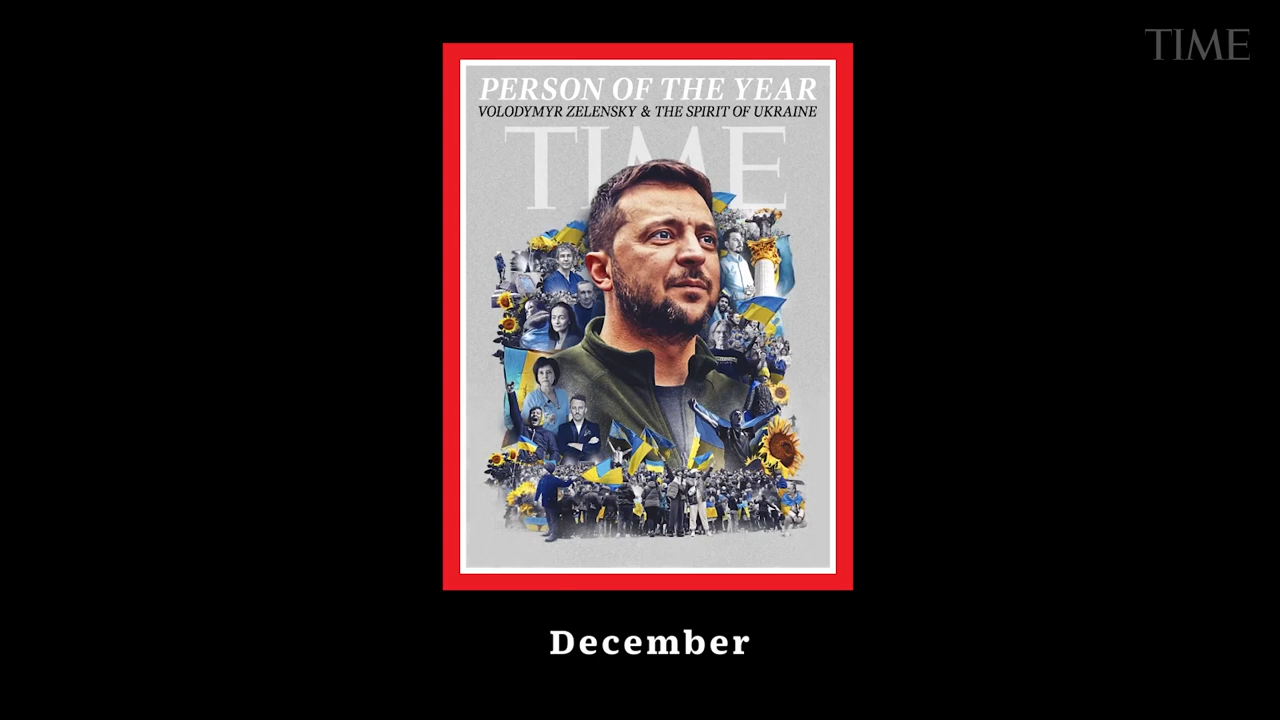 TIME
PERSON OF THE YEAR
VOLODYMYR ZELENSKY & THE SPIRIT OF UKRAINE
TIME
December